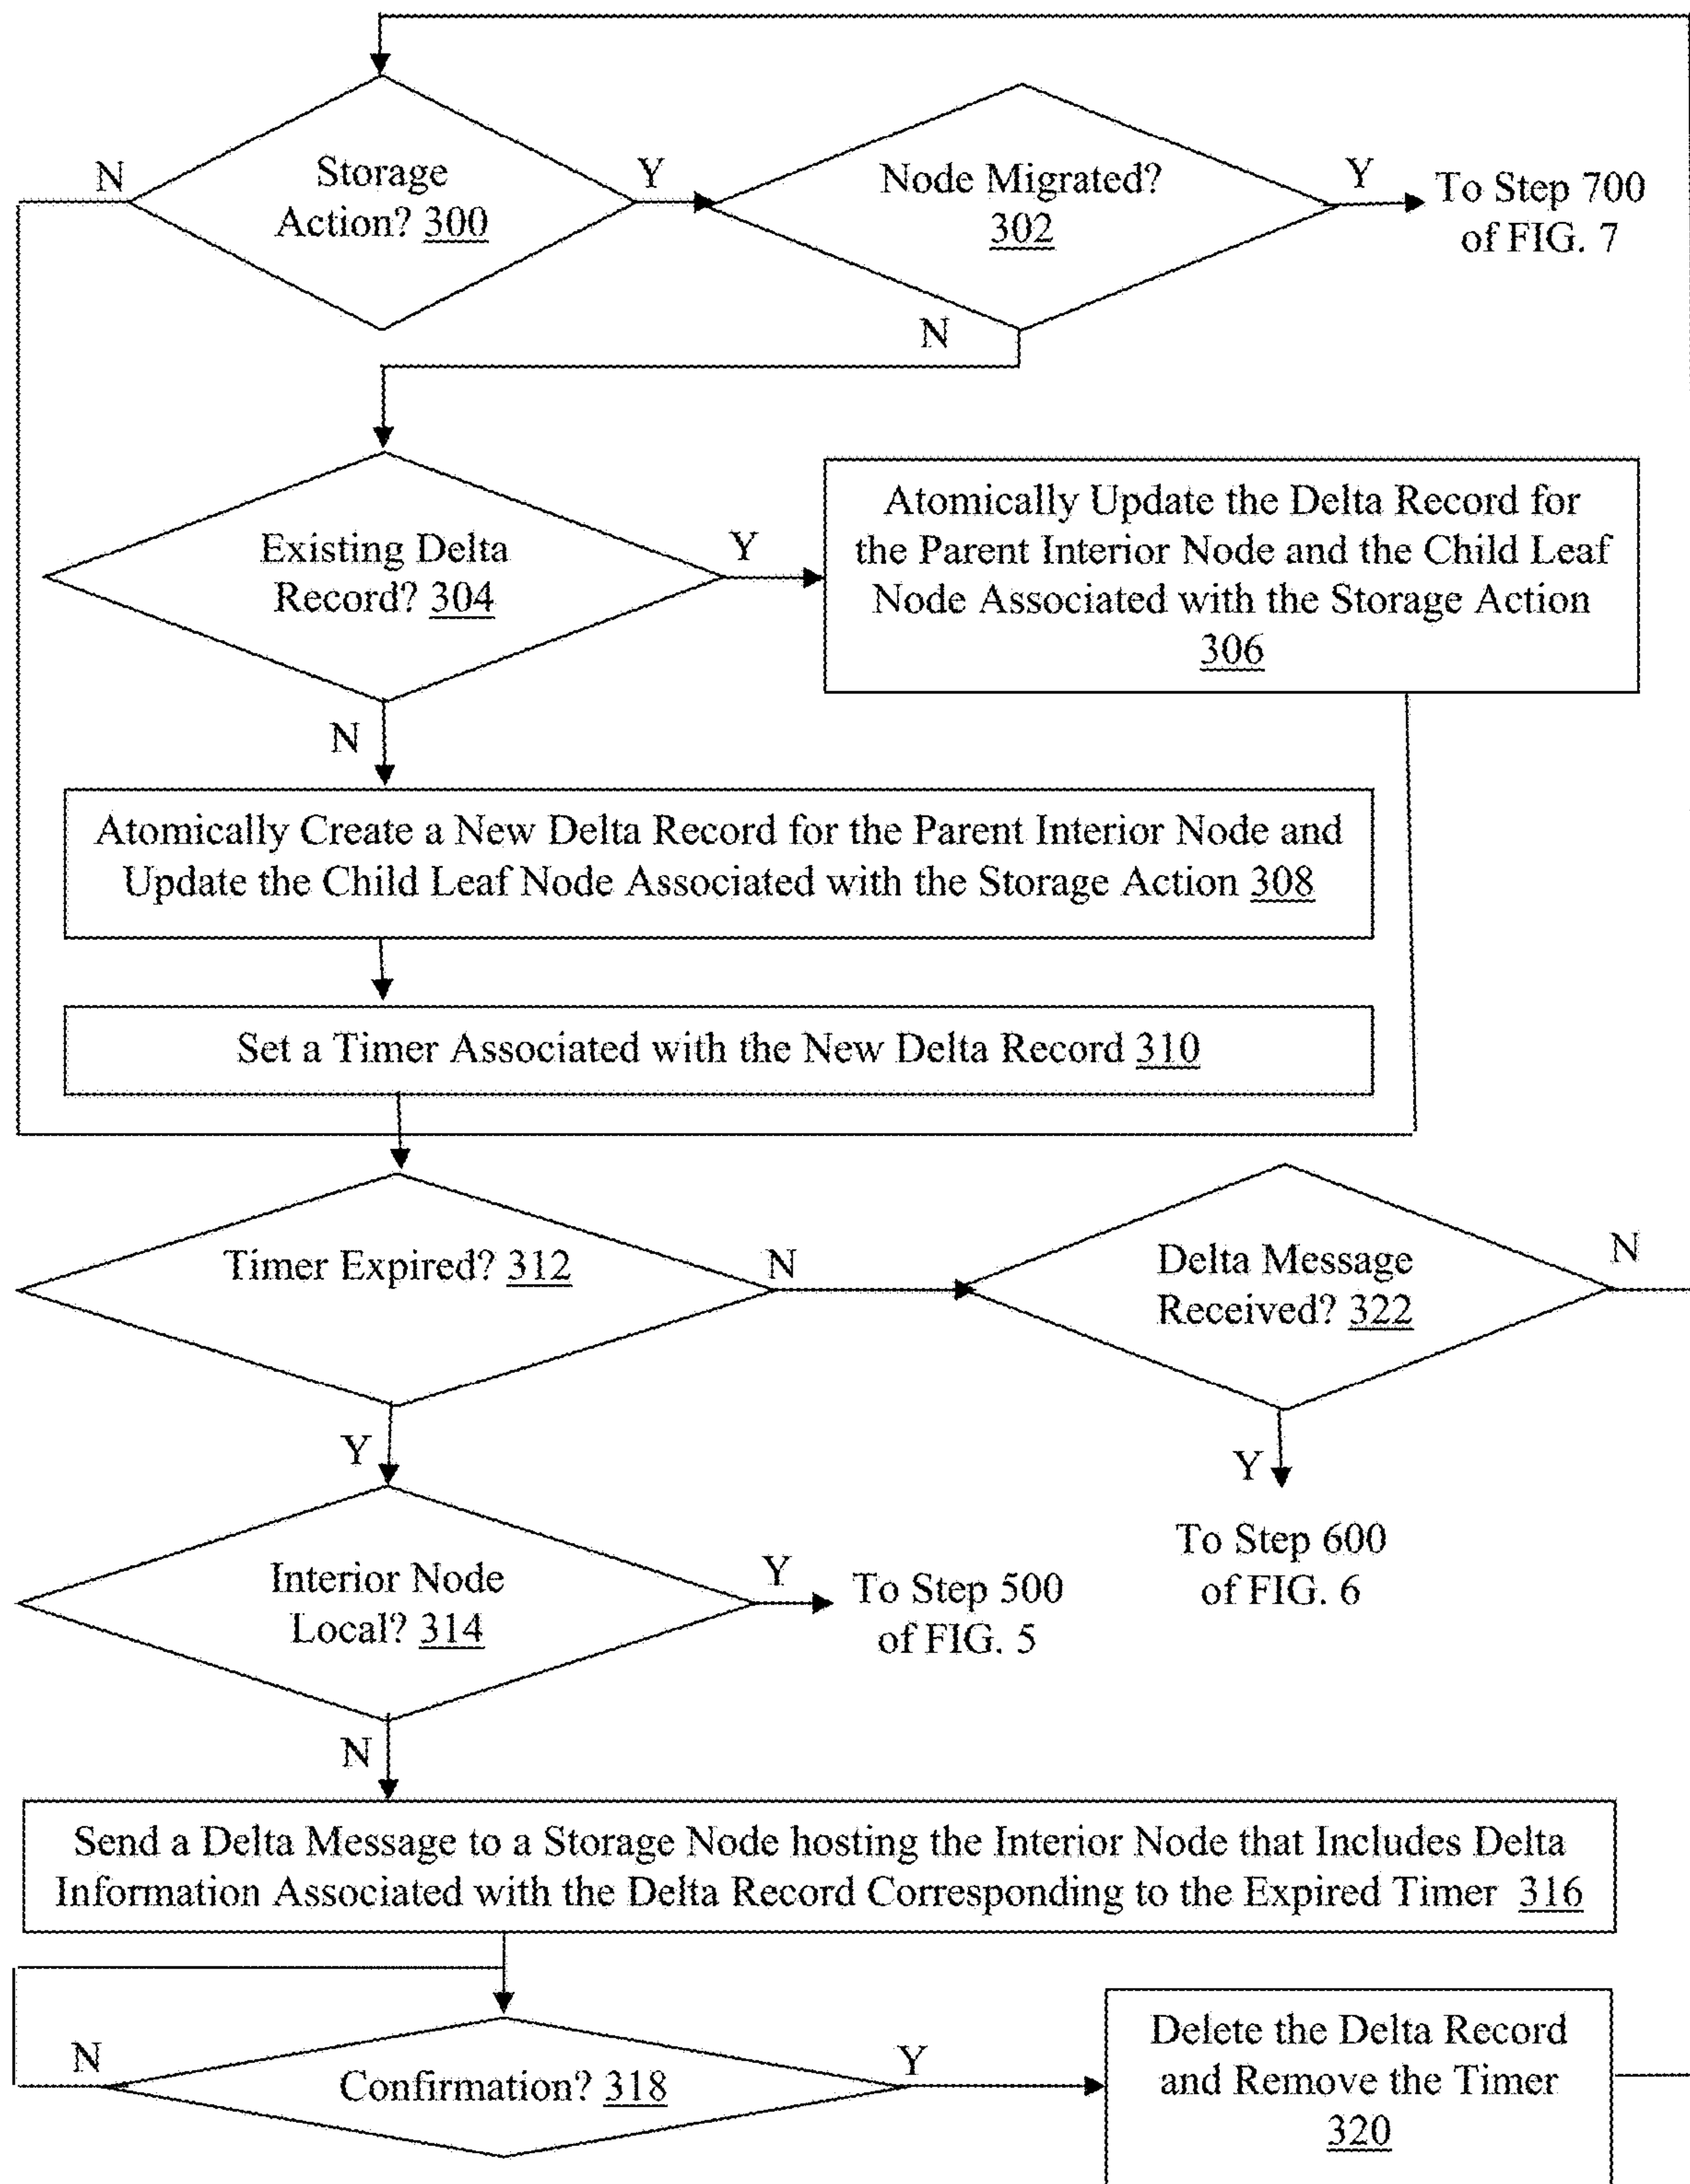 N
Storage
Action? 300
Y
Node Migrated?
302
Y
To Step 700
of FIG. 7
N
Existing Delta
Record? 304
Y
Atomically Update the Delta Record for
the Parent Interior Node and the Child Leaf
Node Associated with the Storage Action
306
N
Atomically Create a New Delta Record for the Parent Interior Node and
Update the Child Leaf Node Associated with the Storage Action 308
Set a Timer Associated with the New Delta Record 310
Timer Expired? 312
N
Delta Message
Received? 322
N
Y
Y
To Step 600
of FIG. 6
Interior Node
Local? 314
Y
To Step 500
of FIG. 5
N
Send a Delta Message to a Storage Node hosting the Interior Node that Includes Delta
Information Associated with the Delta Record Corresponding to the Expired Timer 316
N
Confirmation? 318
Y
Delete the Delta Record
and Remove the Timer
320